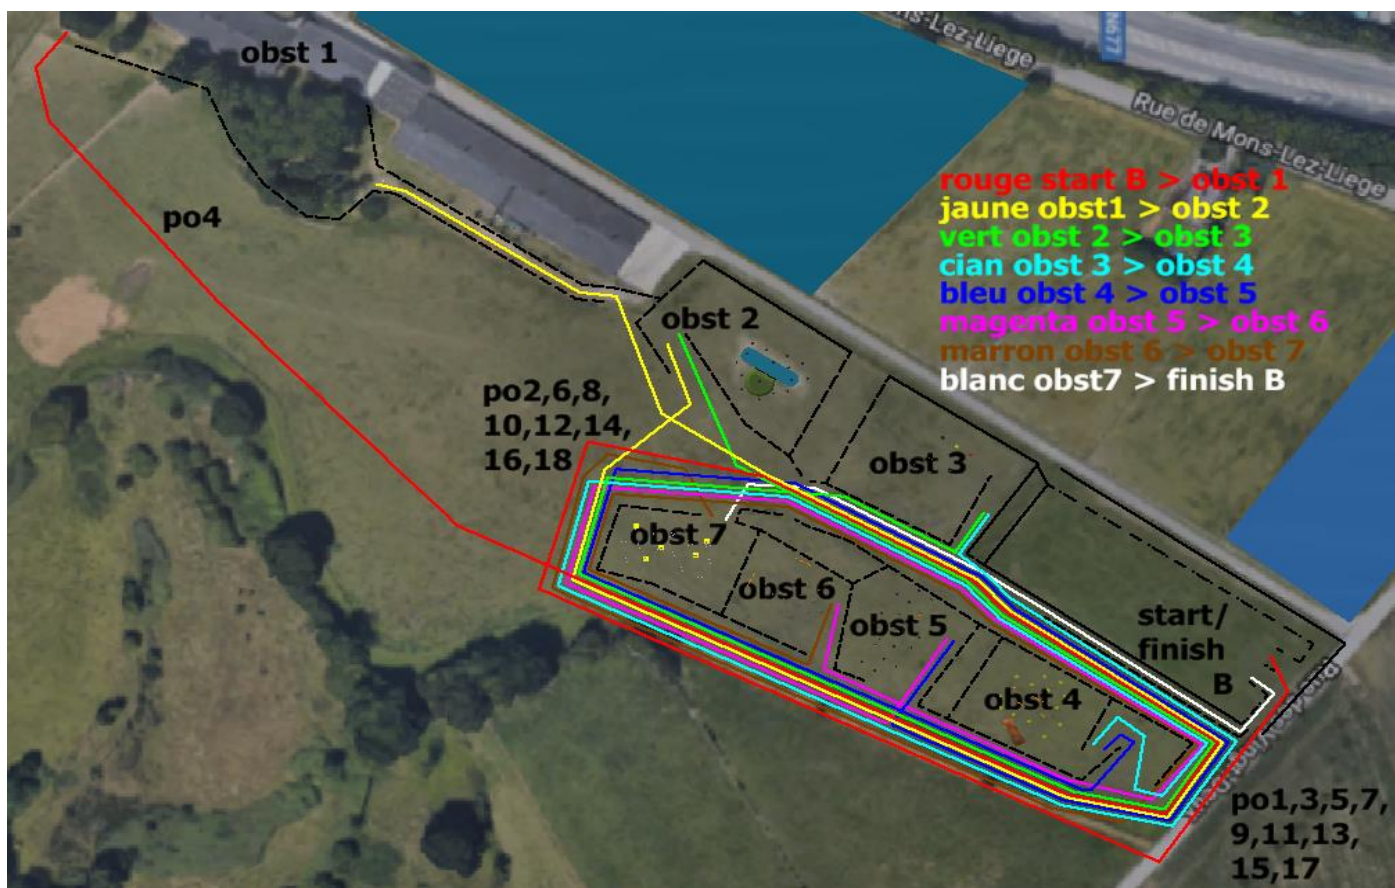 Mons-Lez-Liege
N677
Rue de Mons-Lez-Liege
obst 1
rouge start B > obst 1
jaune obst1 > obst 2
vert obst 2 > obst 3
cian obst 3 > obst 4
bleu obst 4 > obst 5
magenta obst 5 > obst 6
marron obst 6 > obst 7
blanc obst7 > finish B
po4
obst 2
po2,6,8,
10,12,14,
16,18
obst 3
obst 7
obst 6
obst 5
obst 4
start/
finish
B
po1,3,5,7,
9,11,13,
15,17